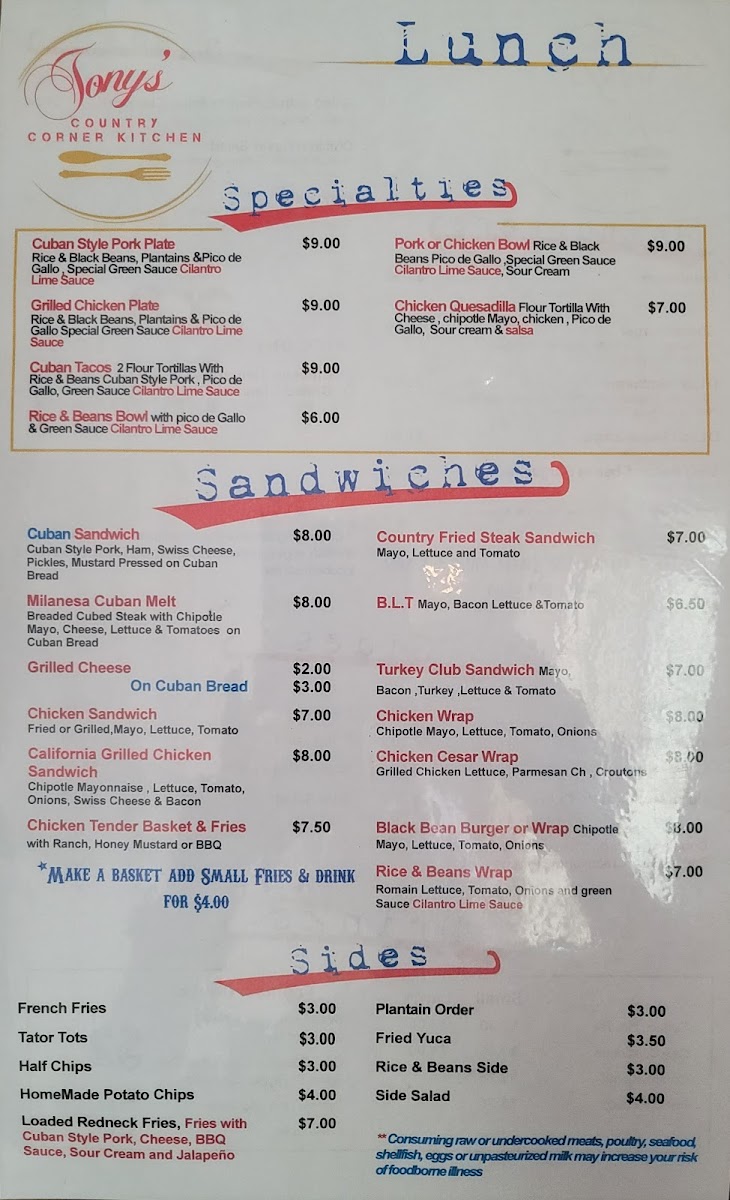 Lunch
Tonys'
COUNTRY
CORNER KITCHEN
Specialties
Cuban Style Pork Plate $9.00
Rice & Black Beans, Plantains &Pico de
Gallo , Special Green Sauce Cilantro
Lime Sauce
Grilled Chicken Plate $9.00
Rice & Black Beans, Plantains & Pico de
Gallo Special Green Sauce Cilantro Lime
Sauce
Cuban Tacos 2 Flour Tortillas With $9.00
Rice & Beans Cuban Style Pork , Pico de
Gallo, Green Sauce Cilantro Lime Sauce
Rice & Beans Bowl with pico de Gallo $6.00
& Green Sauce Cilantro Lime Sauce
Pork or Chicken Bowl Rice & Black $9.00
Beans Pico de Gallo ,Special Green Sauce
Cilantro Lime Sauce, Sour Cream
Chicken Quesadilla Flour Tortilla With $7.00
Cheese , chipotle Mayo, chicken , Pico de
Gallo, Sour cream & salsa
Sandwiches
Cuban Sandwich $8.00
Cuban Style Pork, Ham, Swiss Cheese,
Pickles, Mustard Pressed on Cuban
Bread
Milanesa Cuban Melt $8.00
Breaded Cubed Steak with Chipotle
Mayo, Cheese, Lettuce & Tomatoes on
Cuban Bread
Grilled Cheese $2.00
On Cuban Bread $3.00
Chicken Sandwich $7.00
Fried or Grilled,Mayo, Lettuce, Tomato
California Grilled Chicken $8.00
Sandwich
Chipotle Mayonnaise , Lettuce, Tomato,
Onions, Swiss Cheese & Bacon
Chicken Tender Basket & Fries $7.50
with Ranch, Honey Mustard or BBQ
*MAKE A BASKET ADD SMALL FRIES & DRINK
FOR $4.00
Country Fried Steak Sandwich $7.00
Mayo, Lettuce and Tomato
B.L.T Mayo, Bacon Lettuce &Tomato $6.50
Turkey Club Sandwich Mayo, $7.00
Bacon ,Turkey ,Lettuce & Tomato
Chicken Wrap $8.00
Chipotle Mayo, Lettuce, Tomato, Onions
Chicken Cesar Wrap $8.00
Grilled Chicken Lettuce, Parmesan Ch , Croutons
Black Bean Burger or Wrap Chipotle $8.00
Mayo, Lettuce, Tomato, Onions
Rice & Beans Wrap $7.00
Romain Lettuce, Tomato, Onions and green
Sauce Cilantro Lime Sauce
Sides
French Fries $3.00
Tator Tots $3.00
Half Chips $3.00
HomeMade Potato Chips $4.00
Loaded Redneck Fries, Fries with $7.00
Cuban Style Pork, Cheese, BBQ
Sauce, Sour Cream and Jalapeño
Plantain Order $3.00
Fried Yuca $3.50
Rice & Beans Side $3.00
Side Salad $4.00
**Consuming raw or undercooked meats, poultry, seafood,
shellfish, eggs or unpasteurized milk may increase your risk
of foodborne illness